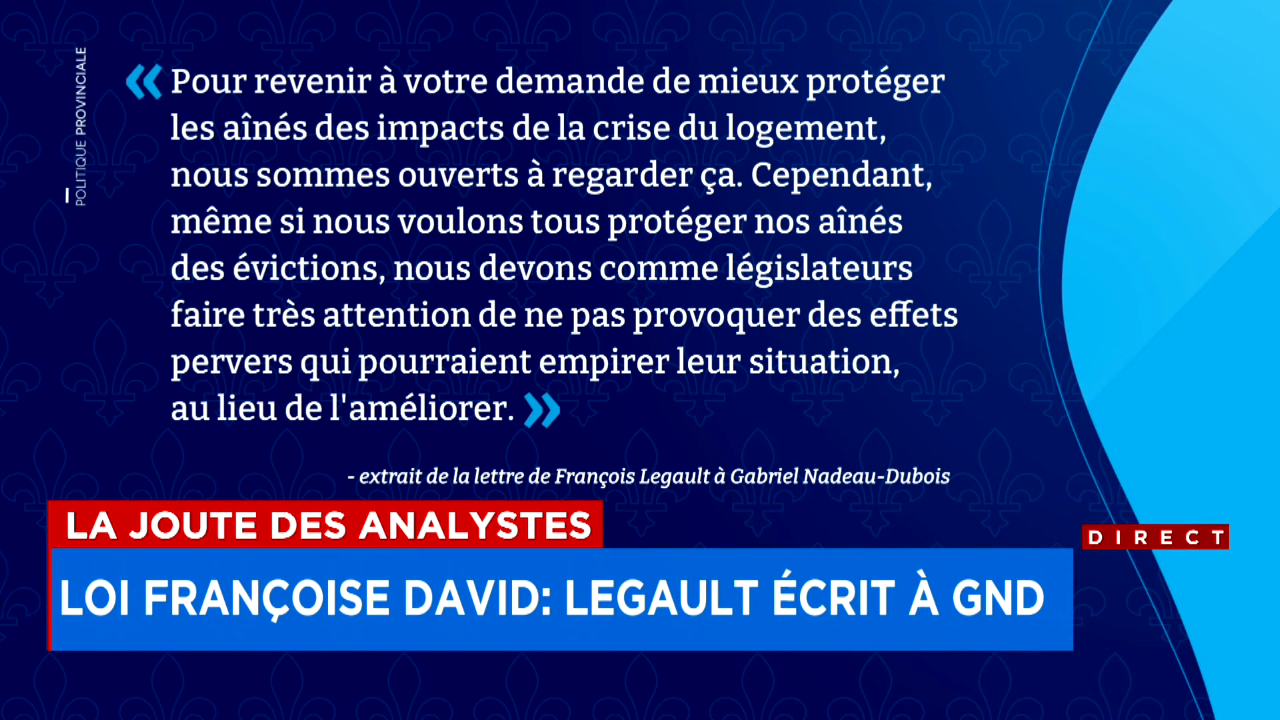 POLITIQUE PROVINCIALE
« Pour revenir à votre demande de mieux protéger
les aînés des impacts de la crise du logement,
nous sommes ouverts à regarder ça. Cependant,
même si nous voulons tous protéger nos aînés
des évictions, nous devons comme législateurs
faire très attention de ne pas provoquer des effets
pervers qui pourraient empirer leur situation,
au lieu de l'améliorer. »
- extrait de la lettre de François Legault à Gabriel Nadeau-Dubois
LA JOUTE DES ANALYSTES
DIRECT
LOI FRANÇOISE DAVID: LEGAULT ÉCRIT À GND